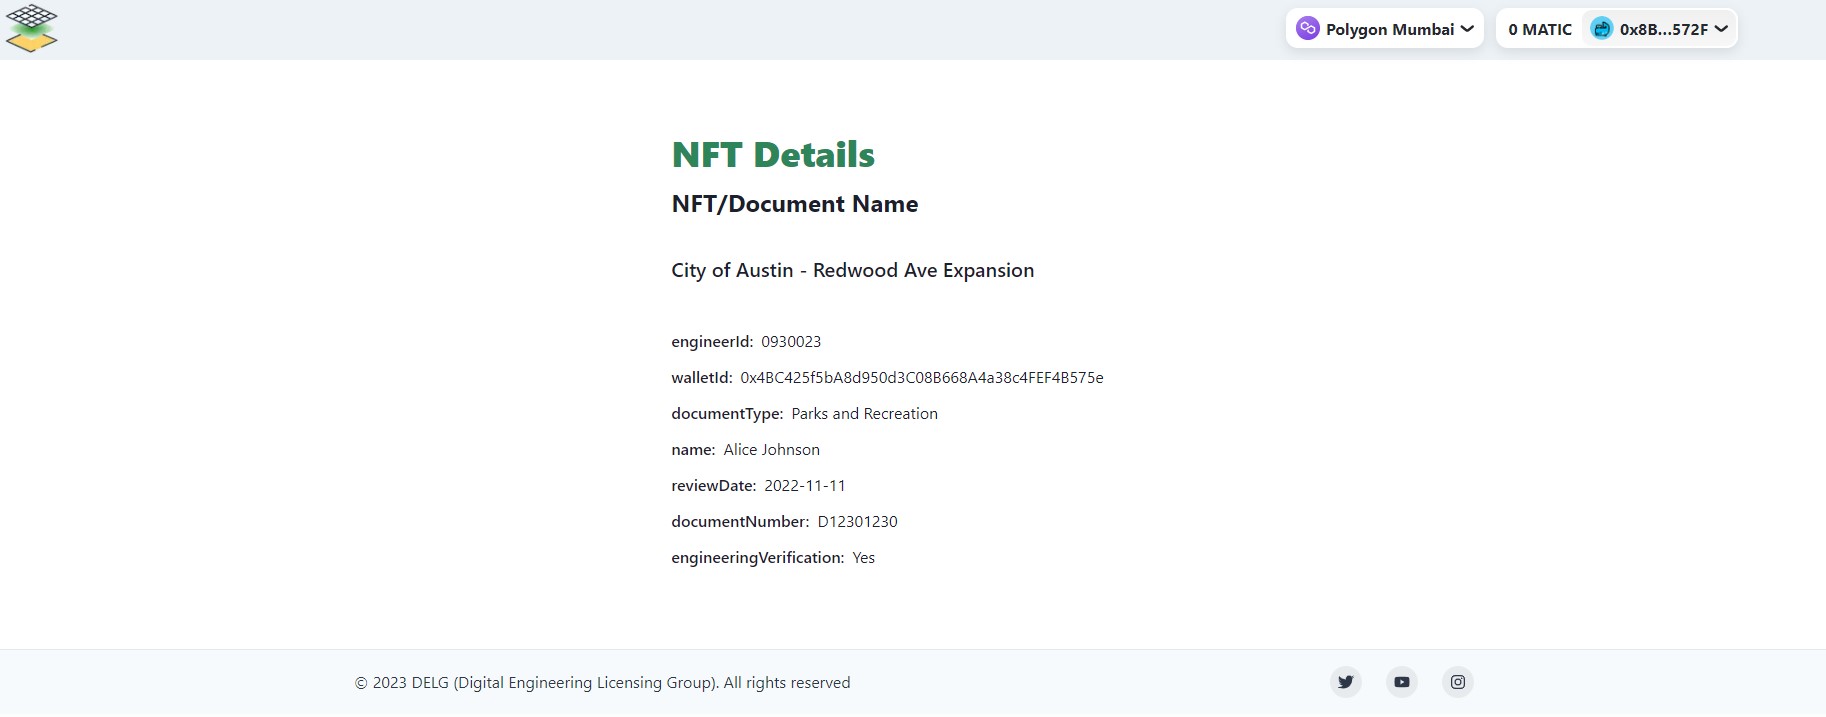 Polygon Mumbai 0 MATIC 0x8B...572F
NFT Details
NFT/Document Name
City of Austin - Redwood Ave Expansion
engineerId: 0930023
walletId: 0x4BC425f5bA8d950d3C08B668A4a38c4FEF4B575e
documentType: Parks and Recreation
name: Alice Johnson
reviewDate: 2022-11-11
documentNumber: D12301230
engineeringVerification: Yes
© 2023 DELG (Digital Engineering Licensing Group). All rights reserved